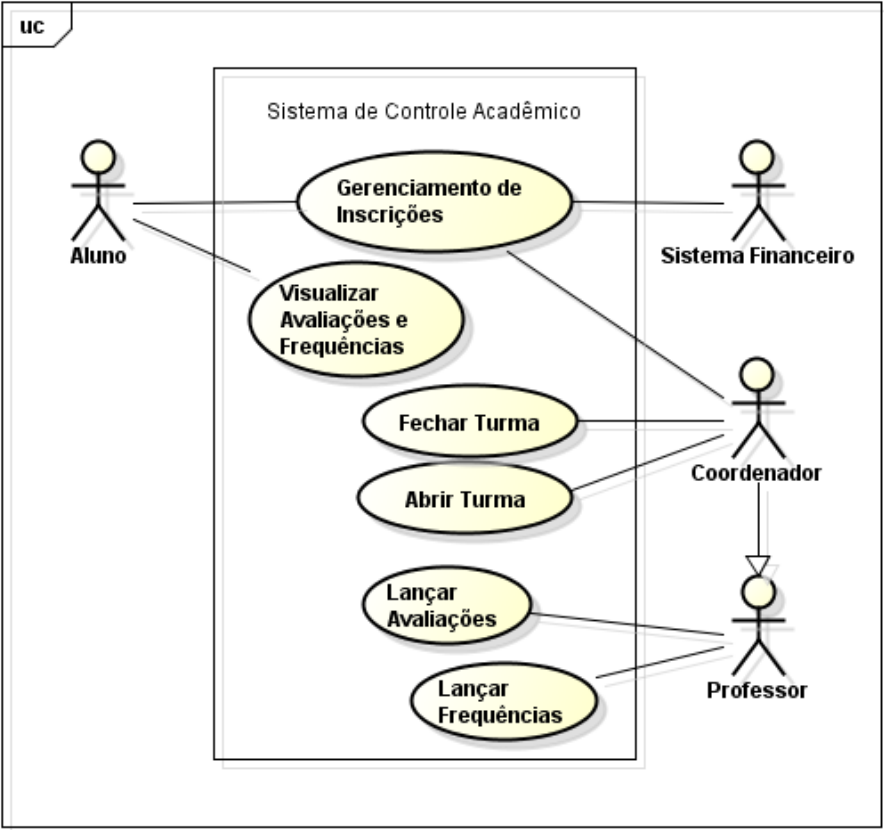 uc
Sistema de Controle Acadêmico
Gerenciamento de
Inscrições
Aluno
Sistema Financeiro
Visualizar
Avaliações e
Frequências
Fechar Turma
Coordenador
Abrir Turma
Lançar
Avaliações
Professor
Lançar
Frequências